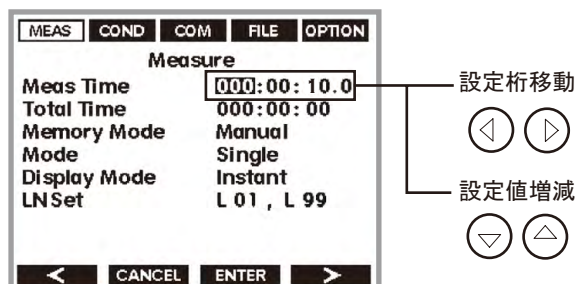 MEAS COND COM FILE OPTION
Measure
Meas Time 000:00:10.0
Total Time 000:00:00
Memory Mode Manual
Mode Single
Display Mode Instant
LNSet L 01 , L 99
< CANCEL ENTER >
設定桁移動
設定値増減